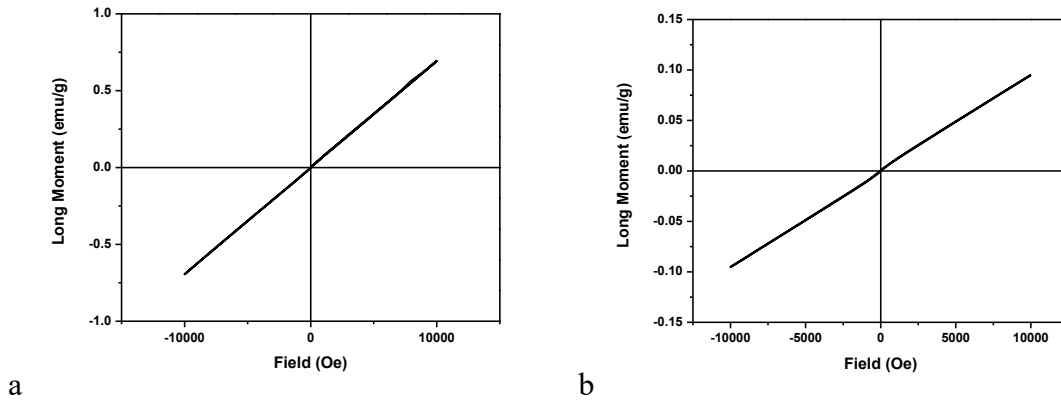 1.0
0.5
0.0
-0.5
-1.0
Long Moment (emu/g)
-10000 0 10000
Field (Oe)
a
0.15
0.10
0.05
0.00
-0.05
-0.10
-0.15
Long Moment (emu/g)
-10000 -5000 0 5000 10000
Field (Oe)
b